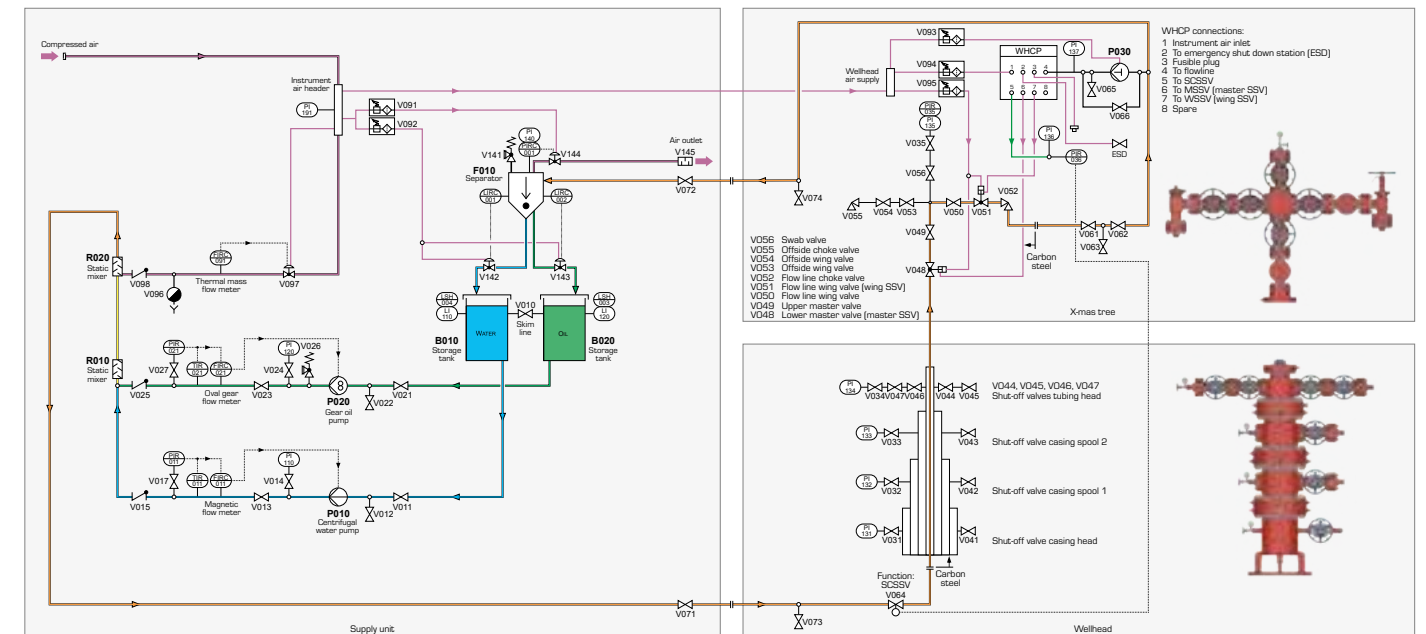 Compressed air
Instrument
air header
PI
191
V091
V092
V141
PI
140
PIRC
001
V144
Air outlet
V145
F010
Separator
LIRC
001
LIRC
002
V072
R020
Static
mixer
V098
V096
FIRC
091
Thermal mass
flow meter
V097
V142
V143
LSH
004
LI
110
V010
Skim
line
LSH
003
LI
120
WATER
OIL
B010
Storage
tank
B020
Storage
tank
R010
Static
mixer
PIR
021
V027
TIR
021
FIRC
021
PI
120
V024
V026
V025
Oval gear
flow meter
V023
P020
Gear oil
pump
V022
V021
PIR
011
V017
TIR
011
FIRC
011
PI
110
V014
V015
Magnetic
flow meter
V013
P010
Centrifugal
water pump
V012
V011
V071
Supply unit
Wellhead
air supply
V093
V094
V095
WHCP
1 2 3 4
5 6 7 8
PI
137
P030
V065
V066
WHCP connections:
1 Instrument air inlet
2 To emergency shut down station (ESD)
3 Fusible plug
4 To flowline
5 To SCSSV
6 To MSSV (master SSV)
7 To WSSV (wing SSV)
8 Spare
PIR
035
PI
135
V035
V056
PI
136
PIR
036
ESD
V074
V055
V054
V053
V050
V051
V052
V049
V048
V061
V062
V063
Carbon
steel
V056 Swab valve
V055 Offside choke valve
V054 Offside wing valve
V053 Offside wing valve
V052 Flow line choke valve
V051 Flow line wing valve (wing SSV)
V050 Flow line wing valve
V049 Upper master valve
V048 Lower master valve (master SSV)
X-mas tree
PI
134
V034
V047
V046
V044
V045
V044, V045, V046, V047
Shut-off valves tubing head
PI
133
V033
V043
Shut-off valve casing spool 2
PI
132
V032
V042
Shut-off valve casing spool 1
PI
131
V031
V041
Shut-off valve casing head
Function:
SCSSV
V064
Carbon
steel
V073
Wellhead